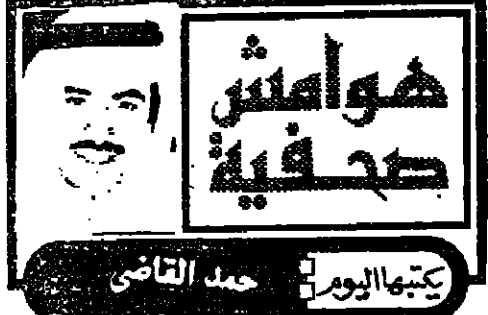 هوامش
صحفية
يكتبها اليوم
حمد القاضي